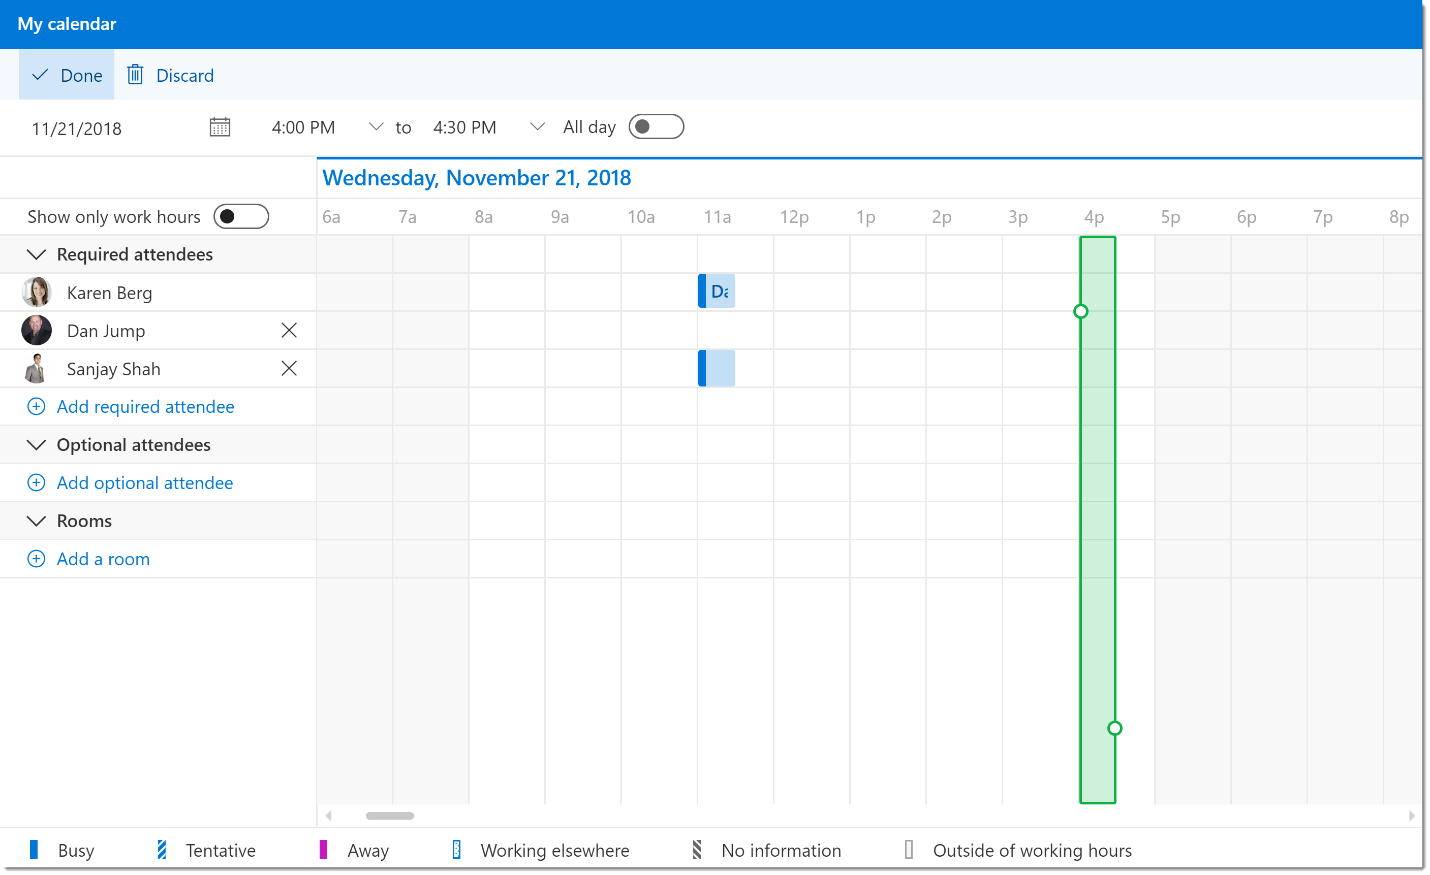 My calendar
Done Discard
11/21/2018 4:00 PM to 4:30 PM All day
Wednesday, November 21, 2018
Show only work hours 6a 7a 8a 9a 10a 11a 12p 1p 2p 3p 4p 5p 6p 7p 8p
Required attendees
Karen Berg Da
Dan Jump
Sanjay Shah
Add required attendee
Optional attendees
Add optional attendee
Rooms
Add a room
Busy Tentative Away Working elsewhere No information Outside of working hours